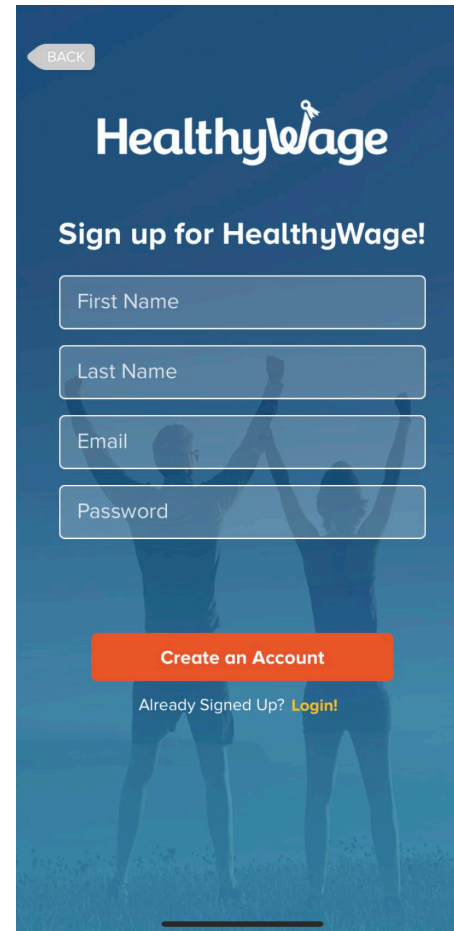 BACK
HealthyWage
Sign up for HealthyWage!
First Name
Last Name
Email
Password
Create an Account
Already Signed Up? Login!